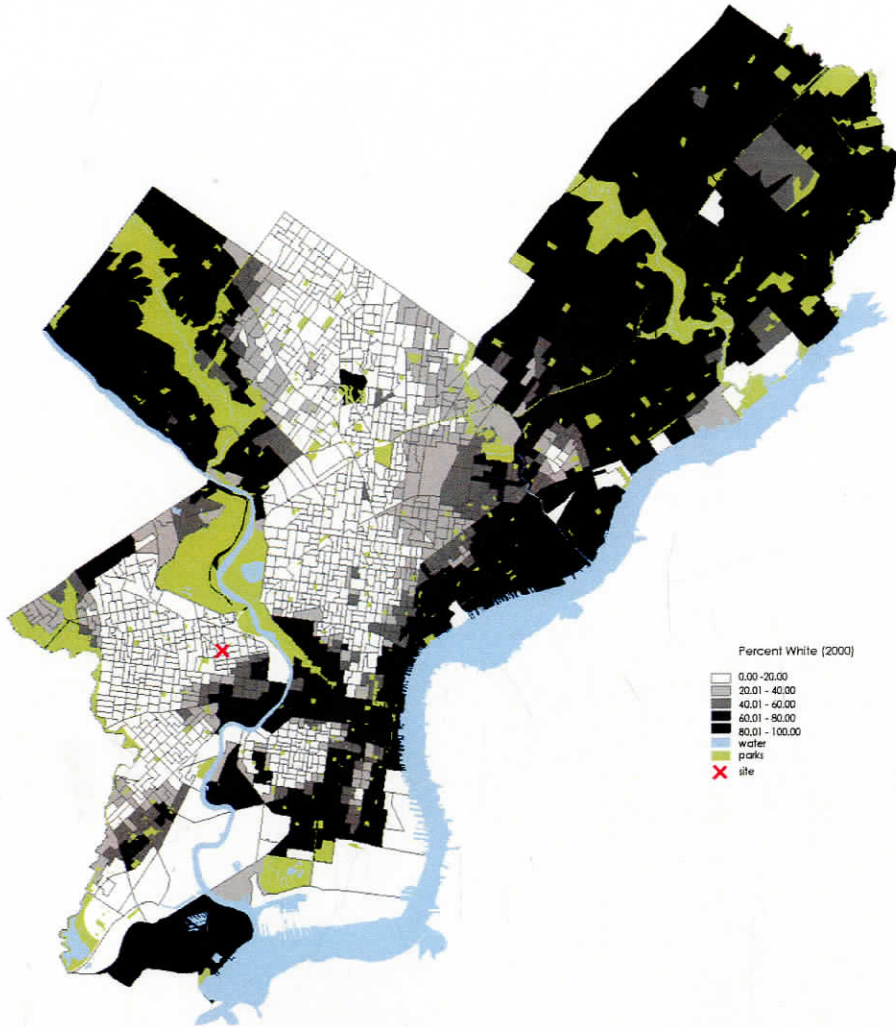 Percent White (2000)
0.00 -20.00
20.01 - 40.00
40.01 - 60.00
60.01 - 80.00
80.01 - 100.00
water
parks
site